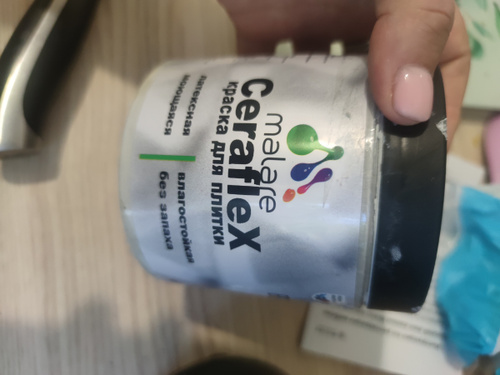 malare
Ceraflex
краска для плитки
латексная
моющаяся
влагостойкая
без запаха